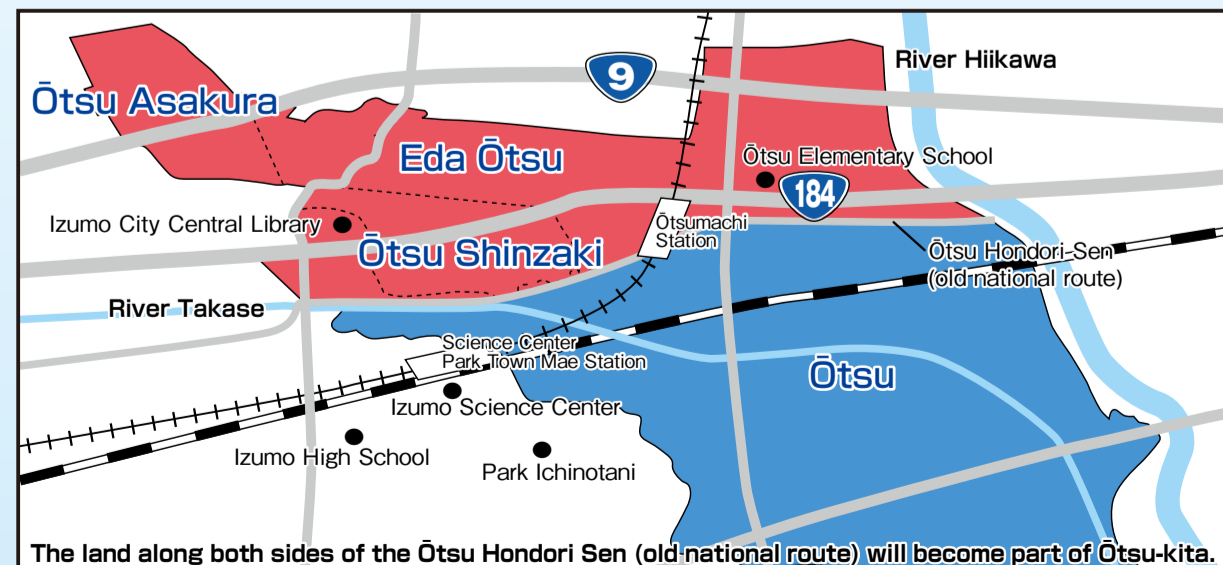 9
River Hiikawa
Ōtsu Asakura
Eda Ōtsu
Ōtsu Elementary School
184
Izumo City Central Library
Ōtsumachi
Station
Ōtsu Shinzaki
Ōtsu Hondori Sen
(old national route)
River Takase
Science Center
Park Town Mae Station
Ōtsu
Izumo Science Center
Izumo High School
Park Ichinotani
The land along both sides of the Ōtsu Hondori Sen (old national route) will become part of Ōtsu-kita.